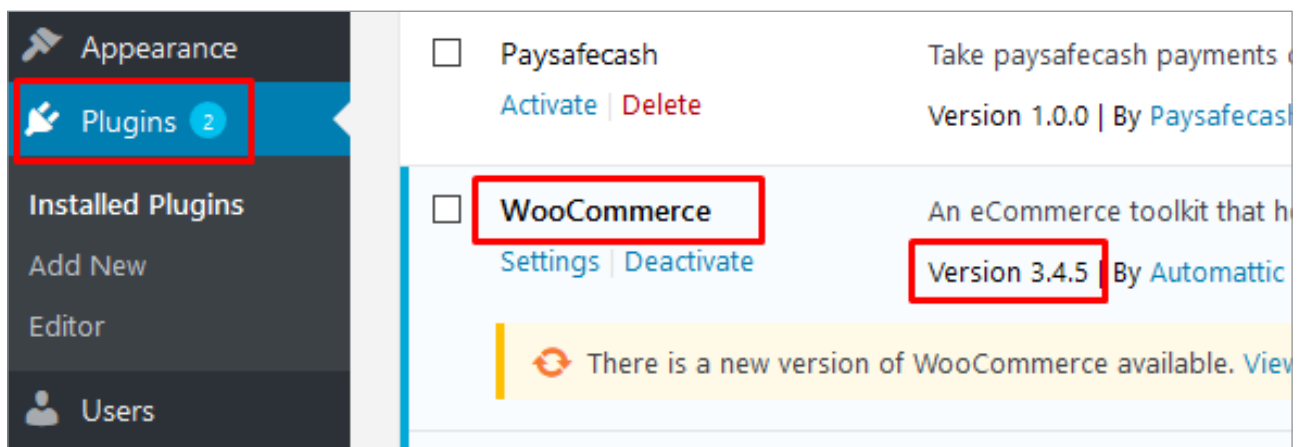 Appearance
Plugins 2
Installed Plugins
Add New
Editor
Users
Paysafecash
Activate | Delete
Take paysafecash payments
Version 1.0.0 | By Paysafecash
WooCommerce
Settings | Deactivate
An eCommerce toolkit that
Version 3.4.5 | By Automattic
There is a new version of WooCommerce available. View